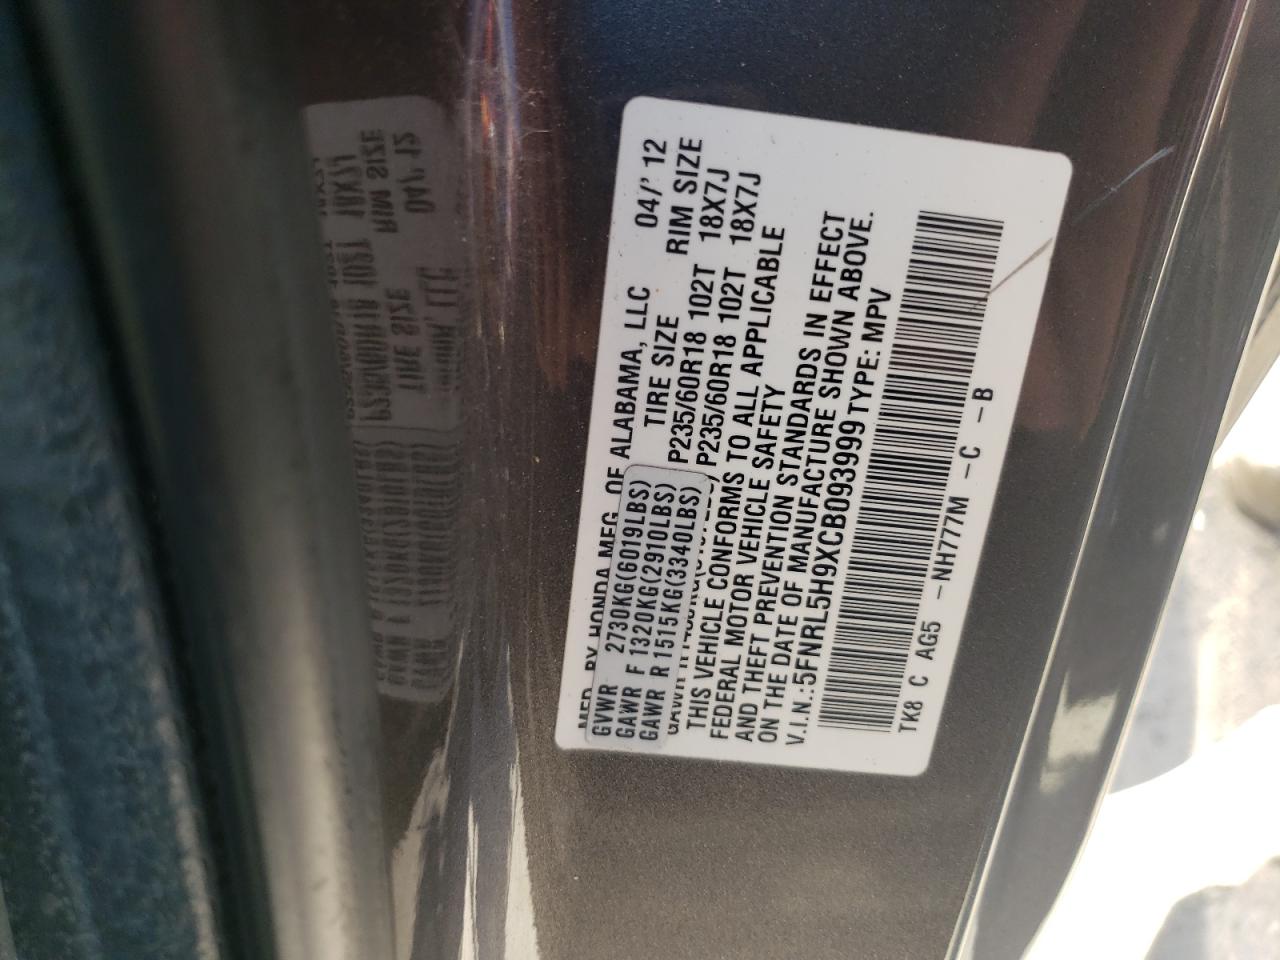 MFD. BY HONDA MFG. OF ALABAMA, LLC 04/' 12
TIRE SIZE RIM SIZE
GVWR 2730KG(6019LBS)
GAWR F 1320KG(2910LBS) P235/60R18 102T 18X7J
GAWR R 1515KG(3340LBS)
P235/60R18 102T 18X7J
THIS VEHICLE CONFORMS TO ALL APPLICABLE
FEDERAL MOTOR VEHICLE SAFETY
AND THEFT PREVENTION STANDARDS IN EFFECT
ON THE DATE OF MANUFACTURE SHOWN ABOVE.
V.I.N.:5FNRL5H9XCB093999 TYPE: MPV
TK8 C AG5 -NH777M -C -B